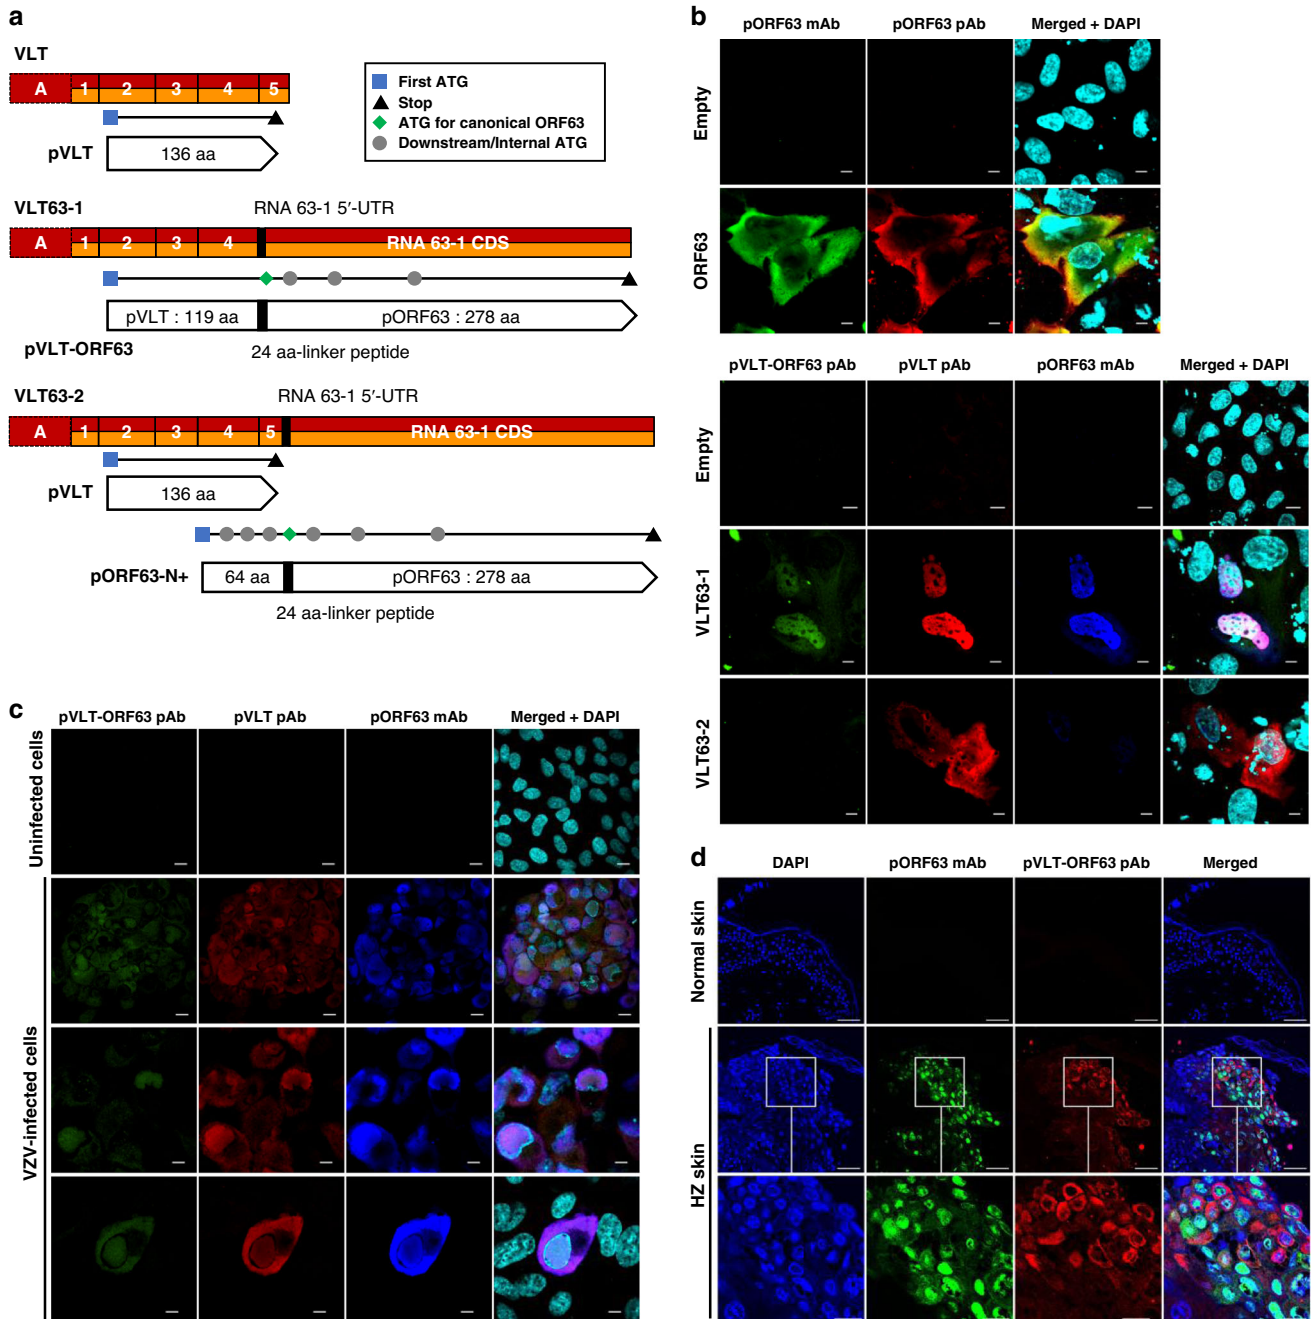 a
VLT
A 1 2 3 4 5
pVLT 136 aa
First ATG
Stop
ATG for canonical ORF63
Downstream/Internal ATG
VLT63-1 RNA 63-1 5′-UTR
A 1 2 3 4 RNA 63-1 CDS
pVLT : 119 aa pORF63 : 278 aa
pVLT-ORF63 24 aa-linker peptide
VLT63-2 RNA 63-1 5′-UTR
A 1 2 3 4 5 RNA 63-1 CDS
pVLT 136 aa
pORF63-N+ 64 aa pORF63 : 278 aa
24 aa-linker peptide
b
pORF63 mAb pORF63 pAb Merged + DAPI
Empty
ORF63
pVLT-ORF63 pAb pVLT pAb pORF63 mAb Merged + DAPI
Empty
VLT63-1
VLT63-2
c
pVLT-ORF63 pAb pVLT pAb pORF63 mAb Merged + DAPI
Uninfected cells
VZV-infected cells
d
DAPI pORF63 mAb pVLT-ORF63 pAb Merged
Normal skin
HZ skin